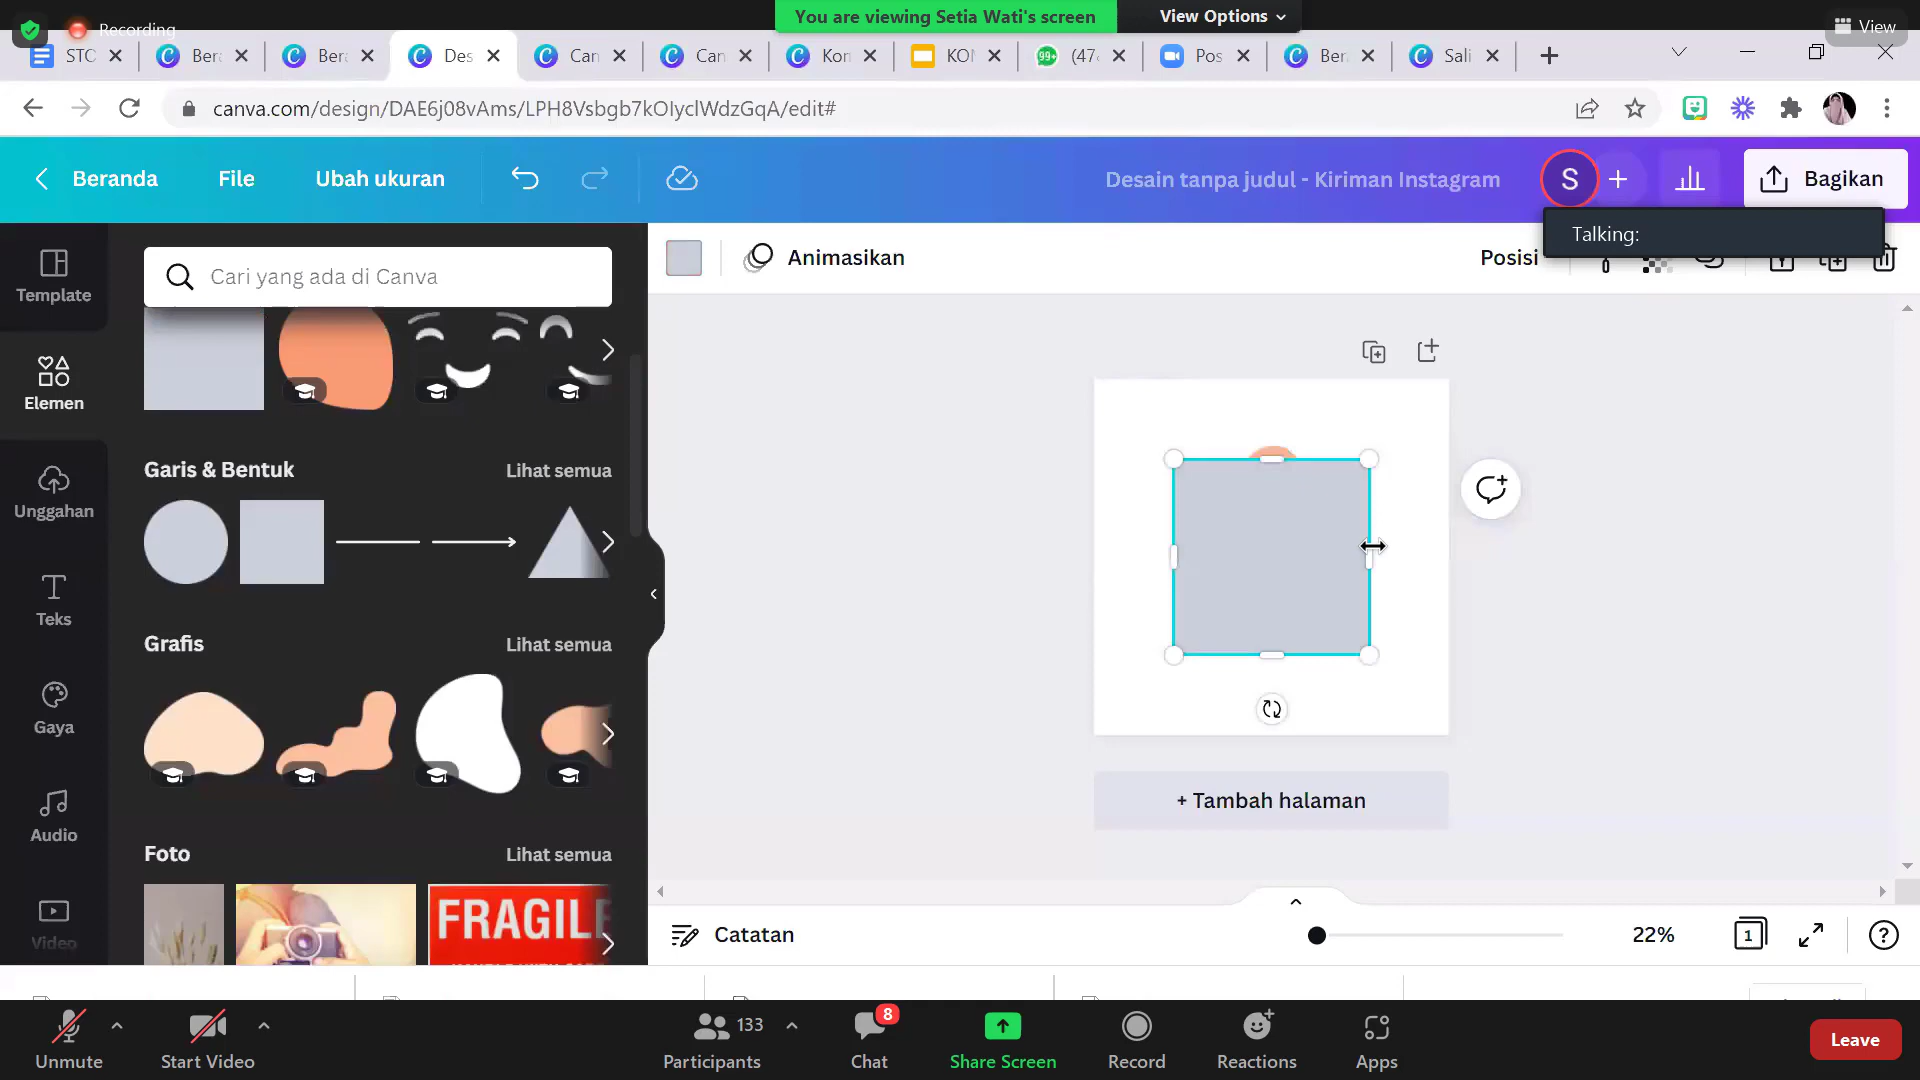 Recording
You are viewing Setia Wati's screen
View Options
View
STO
Ber
Ber
Des
Can
Can
Kon
KO
99+
(47
Pos
Ber
Sali
canva.com/design/DAE6j08vAms/LPH8Vsbgb7kOIyclWdzGqA/edit#
Beranda
File
Ubah ukuran
Desain tanpa judul - Kiriman Instagram
S
Bagikan
Talking:
Template
Elemen
Unggahan
Teks
Gaya
Audio
Video
Cari yang ada di Canva
Garis & Bentuk
Lihat semua
Grafis
Lihat semua
Foto
Lihat semua
FRAGILE
Animasikan
Posisi
+ Tambah halaman
Catatan
22%
1
Unmute
Start Video
133
Participants
8
Chat
Share Screen
Record
Reactions
Apps
Leave